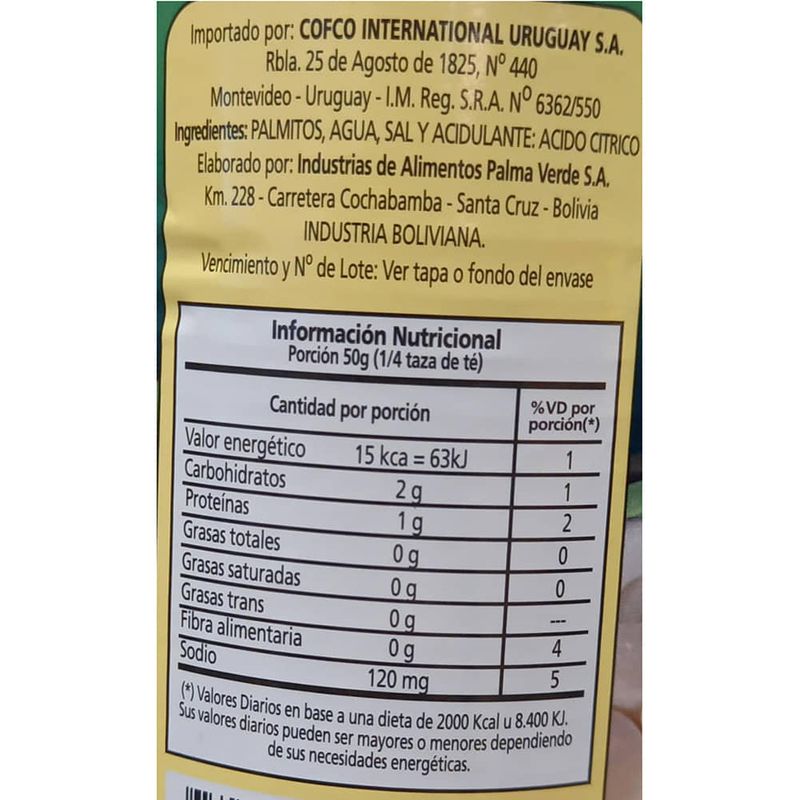 Importado por: COFCO INTERNATIONAL URUGUAY S.A.
Rbla. 25 de Agosto de 1825, Nº 440
Montevideo - Uruguay - I.M. Reg. S.R.A. Nº 6362/550
Ingredientes: PALMITOS, AGUA, SAL Y ACIDULANTE: ACIDO CITRICO
Elaborado por: Industrias de Alimentos Palma Verde S.A.
Km. 228 - Carretera Cochabamba - Santa Cruz - Bolivia
INDUSTRIA BOLIVIANA.
Vencimiento y Nº de Lote: Ver tapa o fondo del envase
Información Nutricional
Porción 50g (1/4 taza de té)
Cantidad por porción %VD por porción(*)
Valor energético 15 kca = 63kJ 1
Carbohidratos 2 g 1
Proteínas 1 g 2
Grasas totales 0 g 0
Grasas saturadas 0 g 0
Grasas trans 0 g ---
Fibra alimentaria 0 g 4
Sodio 120 mg 5
(*) Valores Diarios en base a una dieta de 2000 Kcal u 8.400 KJ.
Sus valores diarios pueden ser mayores o menores dependiendo
de sus necesidades energéticas.